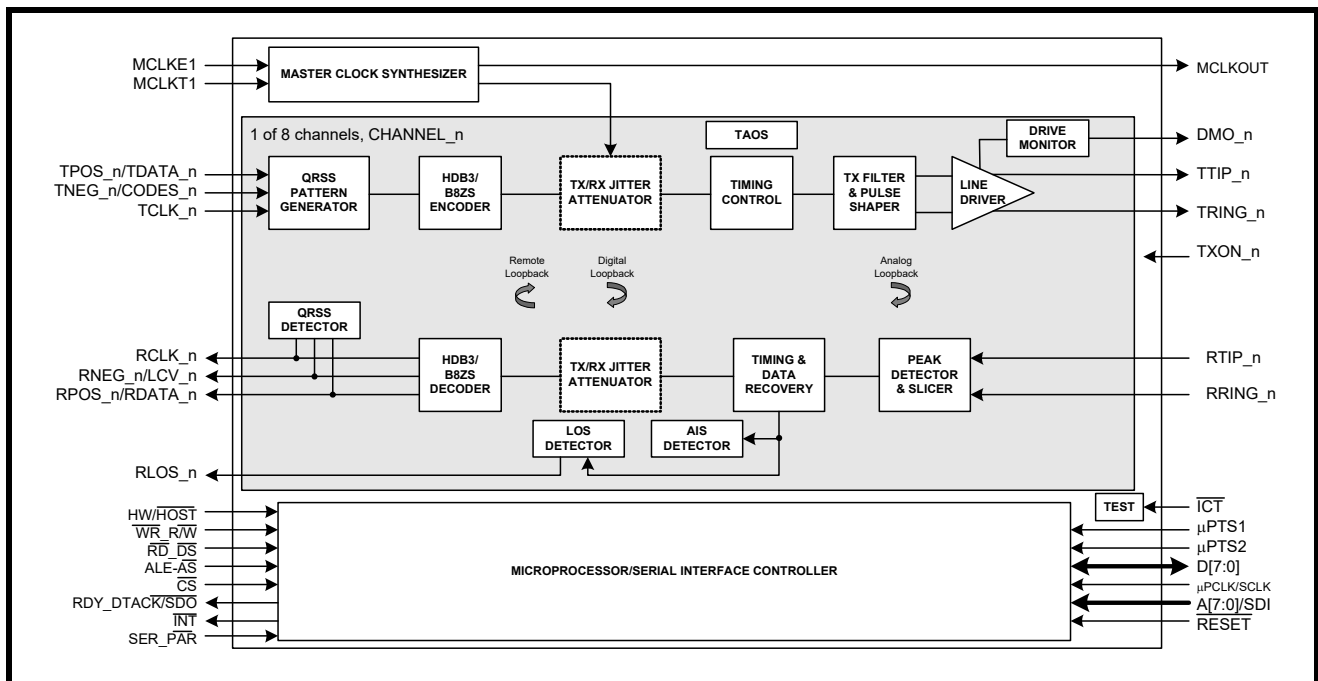 MCLKE1
MCLKT1
MASTER CLOCK SYNTHESIZER
MCLKOUT
1 of 8 channels, CHANNEL_n
TAOS
DRIVE
MONITOR
DMO_n
TPOS_n/TDATA_n
TNEG_n/CODES_n
TCLK_n
QRSS
PATTERN
GENERATOR
HDB3/
B8ZS
ENCODER
TX/RX JITTER
ATTENUATOR
TIMING
CONTROL
TX FILTER
& PULSE
SHAPER
LINE
DRIVER
TTIP_n
TRING_n
TXON_n
Remote
Loopback
Digital
Loopback
Analog
Loopback
QRSS
DETECTOR
RCLK_n
RNEG_n/LCV_n
RPOS_n/RDATA_n
HDB3/
B8ZS
DECODER
TX/RX JITTER
ATTENUATOR
TIMING &
DATA
RECOVERY
PEAK
DETECTOR
& SLICER
RTIP_n
RRING_n
LOS
DETECTOR
AIS
DETECTOR
RLOS_n
TEST
ICT
HW/HOST
WR_R/W
RD_DS
ALE-AS
CS
RDY_DTACK/SDO
INT
SER_PAR
MICROPROCESSOR/SERIAL INTERFACE CONTROLLER
µPTS1
µPTS2
D[7:0]
µPCLK/SCLK
A[7:0]/SDI
RESET